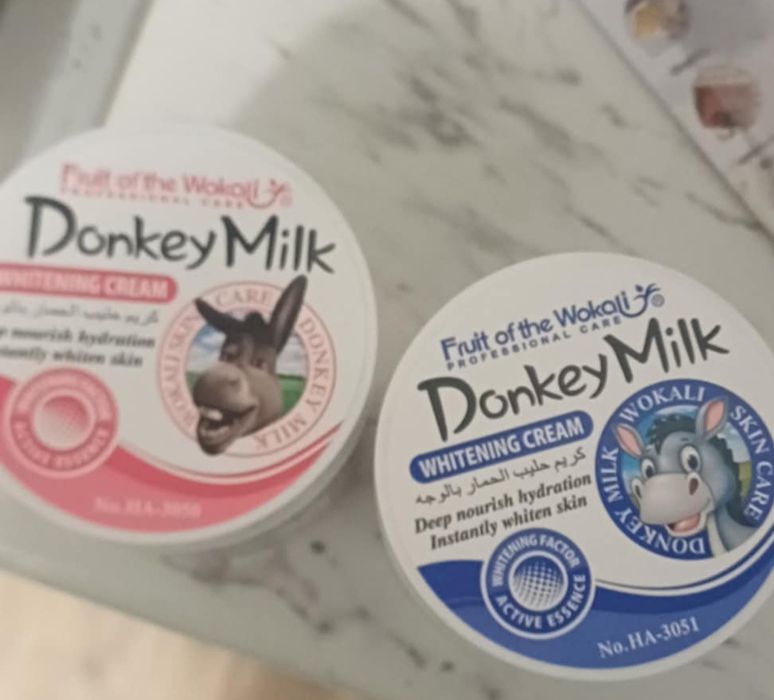 Fruit of the Wokali
PROFESSIONAL CARE
Donkey Milk
WHITENING CREAM
كريم حليب الحمار
nourish hydration
whiten skin
WOKALI SKIN CARE DONKEY MILK
WHITENING FACTOR
ACTIVE ESSENCE
No.HA-3050
Fruit of the Wokali ®
PROFESSIONAL CARE
Donkey Milk
WHITENING CREAM
كريم حليب الحمار بالوجه
Deep nourish hydration
Instantly whiten skin
WOKALI SKIN CARE DONKEY MILK
WHITENING FACTOR
ACTIVE ESSENCE
No.HA-3051